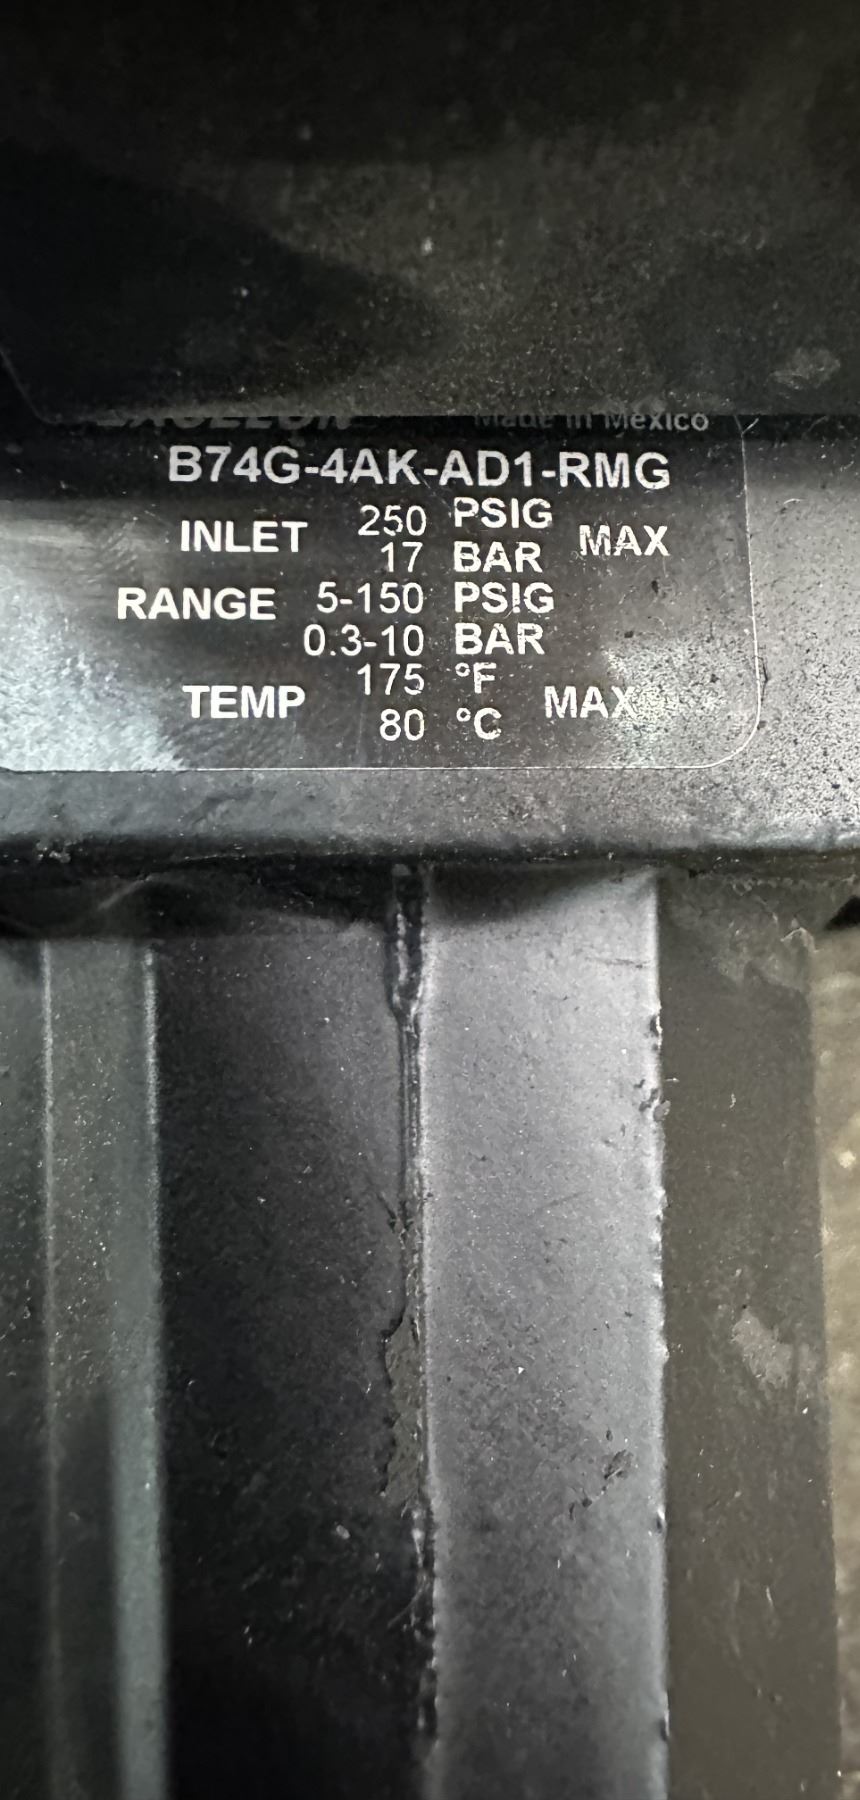 EXCELON Made in Mexico
B74G-4AK-AD1-RMG
INLET 250 PSIG MAX
17 BAR
RANGE 5-150 PSIG
0.3-10 BAR
TEMP 175 °F MAX
80 °C